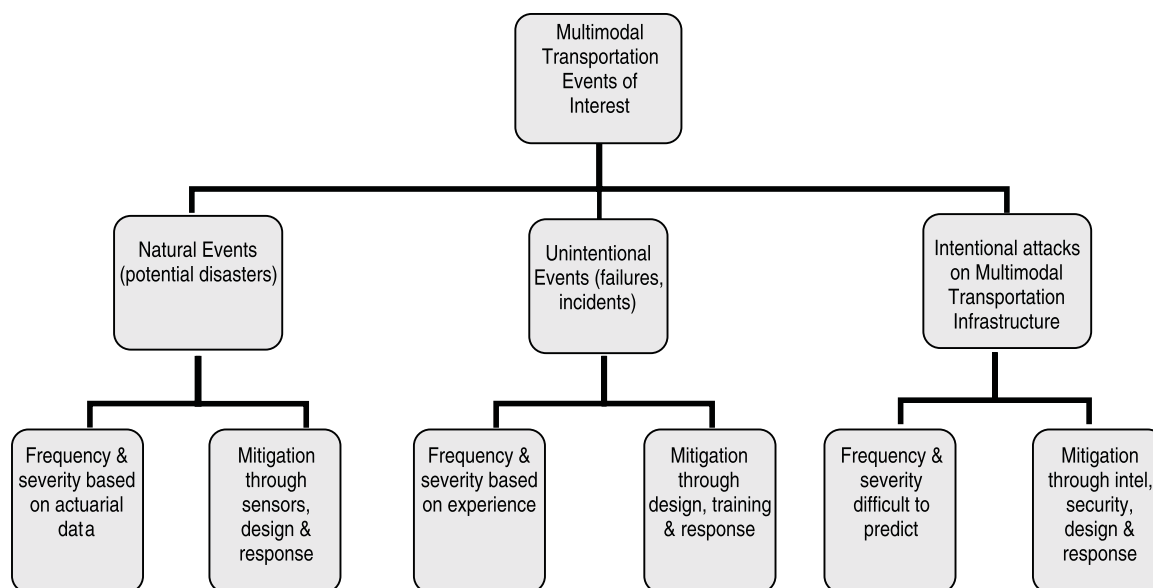 Multimodal
Transportation
Events of
Interest
Natural Events
(potential disasters)
Unintentional
Events (failures,
incidents)
Intentional attacks
on Multimodal
Transportation
Infrastructure
Frequency &
severity based
on actuarial
data
Mitigation
through
sensors,
design &
response
Frequency &
severity based
on experience
Mitigation
through
design, training
& response
Frequency &
severity
difficult to
predict
Mitigation
through intel,
security,
design &
response